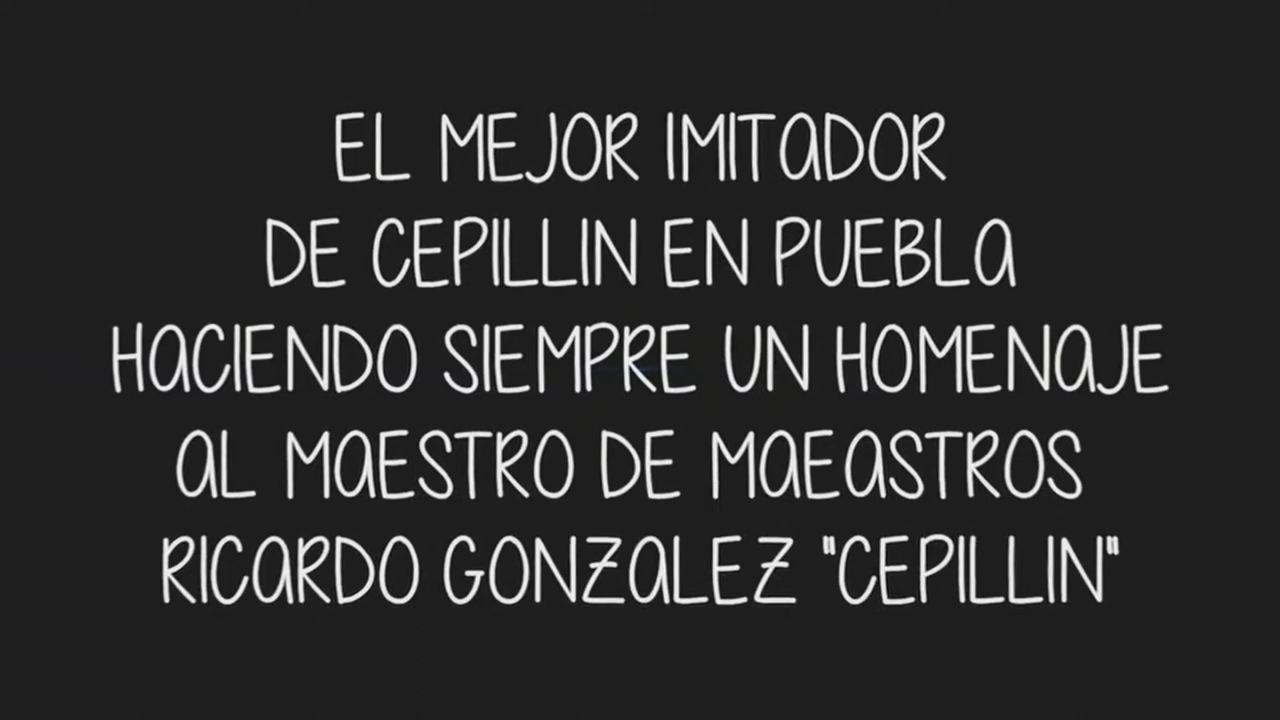 EL MEJOR IMITADOR
DE CEPILLIN EN PUEBLA
HACIENDO SIEMPRE UN HOMENAJE
AL MAESTRO DE MAEASTROS
RICARDO GONZALEZ "CEPILLIN"